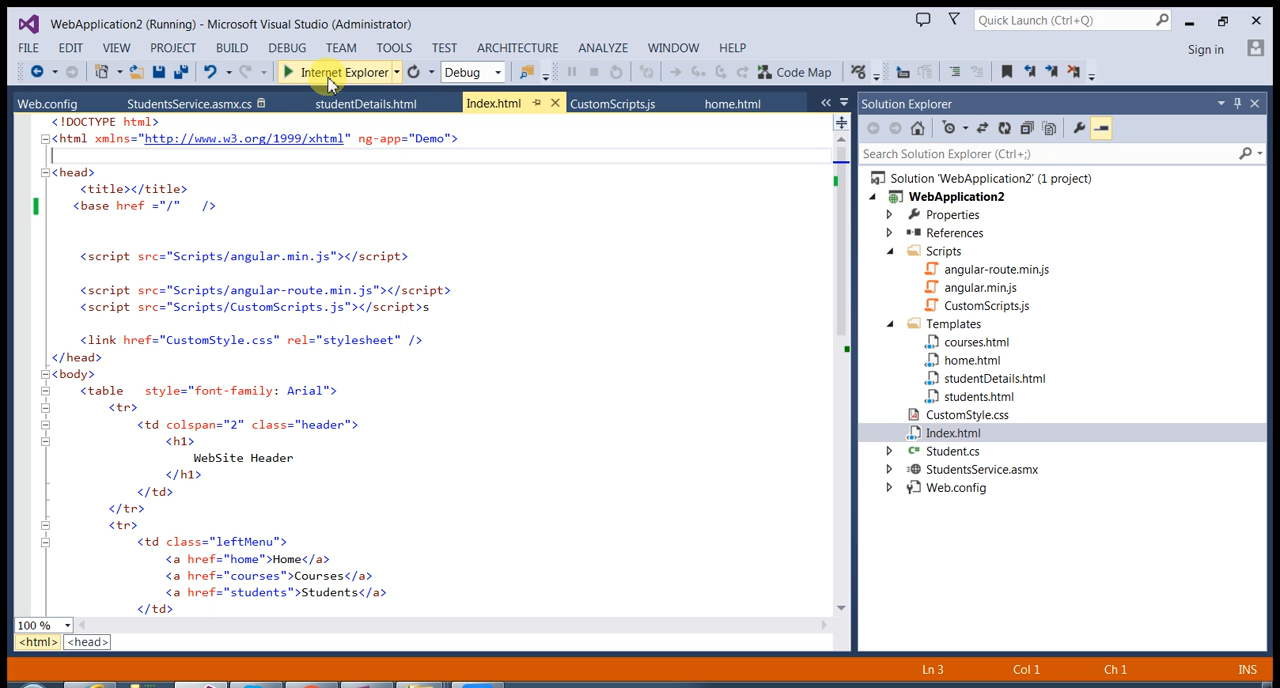 WebApplication2 (Running) - Microsoft Visual Studio (Administrator)
Quick Launch (Ctrl+Q)
FILE EDIT VIEW PROJECT BUILD DEBUG TEAM TOOLS TEST ARCHITECTURE ANALYZE WINDOW HELP
Sign in
Internet Explorer
Debug
Code Map
Web.config StudentsService.asmx.cs studentDetails.html Index.html CustomScripts.js home.html
<!DOCTYPE html>
<html xmlns="http://www.w3.org/1999/xhtml" ng-app="Demo">
<head>
<title></title>
<base href ="/" />
<script src="Scripts/angular.min.js"></script>
<script src="Scripts/angular-route.min.js"></script>
<script src="Scripts/CustomScripts.js"></script>s
<link href="CustomStyle.css" rel="stylesheet" />
</head>
<body>
<table style="font-family: Arial">
<tr>
<td colspan="2" class="header">
<h1>
WebSite Header
</h1>
</td>
</tr>
<tr>
<td class="leftMenu">
<a href="home">Home</a>
<a href="courses">Courses</a>
<a href="students">Students</a>
</td>
100 %
<html> <head>
Solution Explorer
Search Solution Explorer (Ctrl+;)
Solution 'WebApplication2' (1 project)
WebApplication2
Properties
References
Scripts
angular-route.min.js
angular.min.js
CustomScripts.js
Templates
courses.html
home.html
studentDetails.html
students.html
CustomStyle.css
Index.html
Student.cs
StudentsService.asmx
Web.config
Ln 3 Col 1 Ch 1 INS